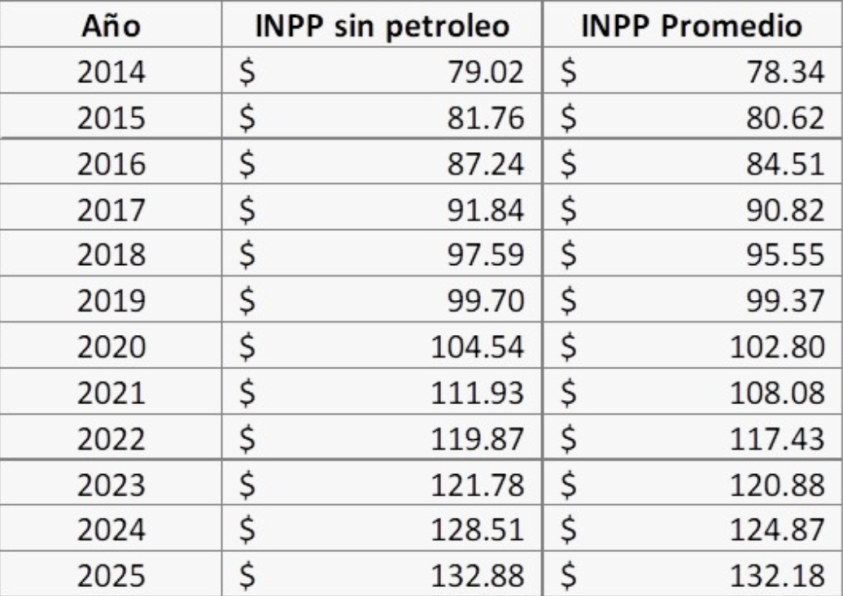 Año INPP sin petroleo INPP Promedio
2014 $ 79.02 $ 78.34
2015 $ 81.76 $ 80.62
2016 $ 87.24 $ 84.51
2017 $ 91.84 $ 90.82
2018 $ 97.59 $ 95.55
2019 $ 99.70 $ 99.37
2020 $ 104.54 $ 102.80
2021 $ 111.93 $ 108.08
2022 $ 119.87 $ 117.43
2023 $ 121.78 $ 120.88
2024 $ 128.51 $ 124.87
2025 $ 132.88 $ 132.18